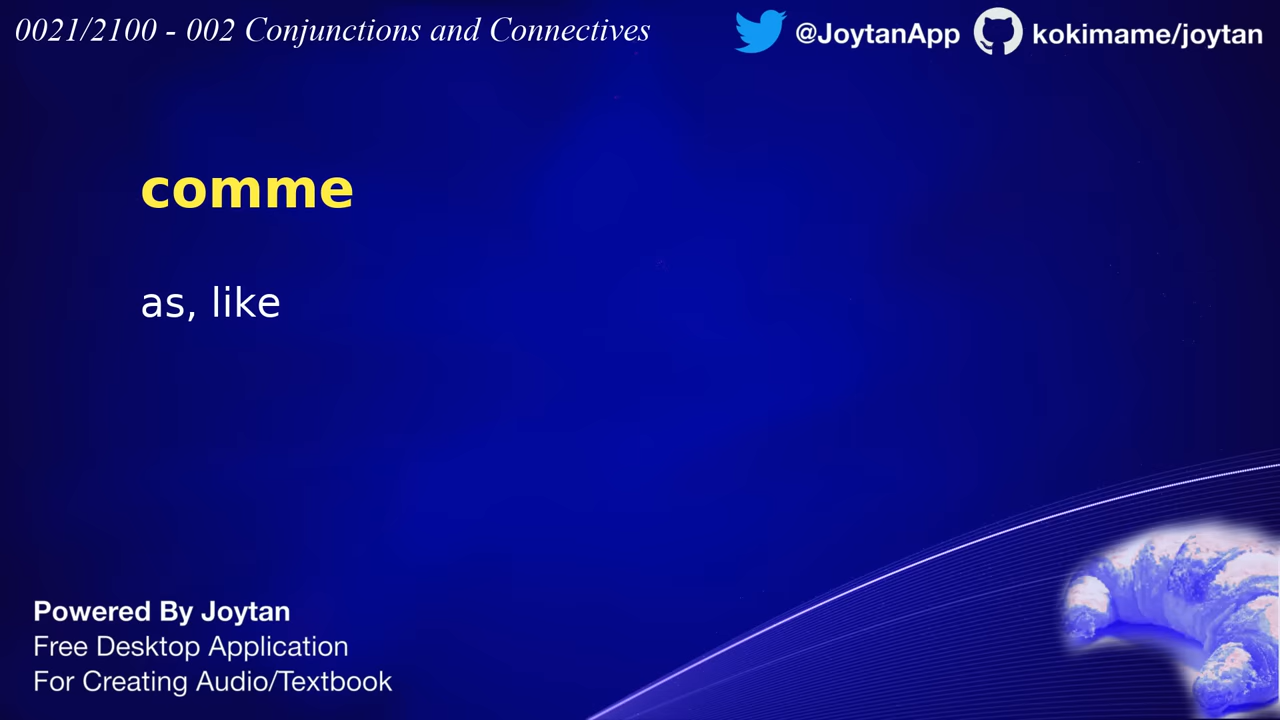 0021/2100 - 002 Conjunctions and Connectives
@JoytanApp
kokimame/joytan
comme
as, like
Powered By Joytan
Free Desktop Application
For Creating Audio/Textbook